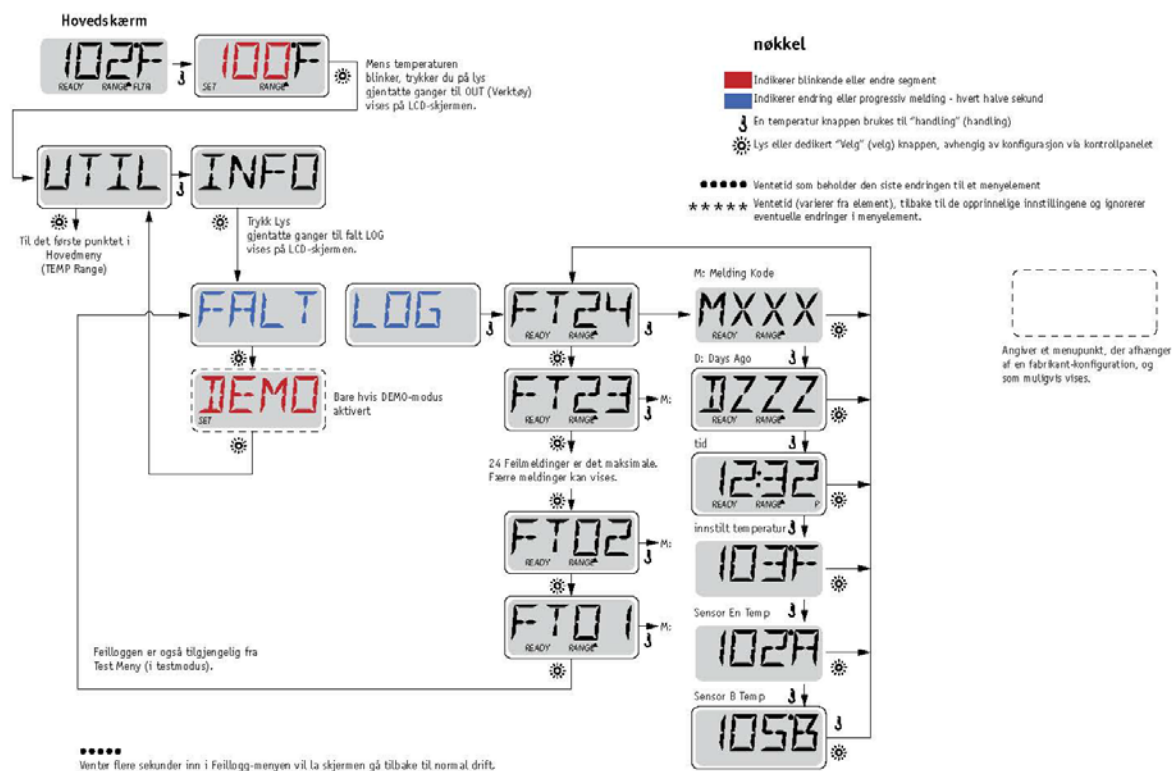 Hovedskærm
102°F
READY RANGE FLTR
100°F
SET RANGE
Mens temperaturen
blinker, trykker du på lys
gjentatte ganger til OUT (Verktøy)
vises på LCD-skjermen.
nøkkel
Indikerer blinkende eller endre segment
Indikerer endring eller progressiv melding - hvert halve sekund
En temperatur knappen brukes til "handling" (handling)
Lys eller dedikert "Velg" (velg) knappen, avhengig av konfigurasjon via kontrollpanelet
Ventetid som beholder den siste endringen til et menyelement
***** Ventetid (varierer fra element), tilbake til de opprinnelige innstillingene og ignorerer
eventuelle endringer i menyelement.
UTIL
INFO
Til det første punktet i
Hovedmeny
(TEMP Range)
Trykk Lys
gjentatte ganger til falt LOG
vises på LCD-skjermen.
FALT
LOG
FT24
READY RANGE
M: Melding Kode
MXXX
READY RANGE
Angiver et menupunkt, der afhænger
af en fabrikant-konfiguration, og
som muligvis vises.
DEMO
SET
Bare hvis DEMO-modus
aktivert
FT23
READY RANGE
M:
D: Days Ago
DZZZ
READY RANGE
24 Feilmeldinger er det maksimale.
Færre meldinger kan vises.
tid
12:32
READY RANGE P
FT02
READY RANGE
M:
innstilt temperatur
103°F
FT01
READY RANGE
M:
Sensor En Temp
102°A
Feilloggen er også tilgjengelig fra
Test Meny (i testmodus).
Sensor B Temp
105°B
Venter flere sekunder inn i Feillogg-menyen vil la skjermen gå tilbake til normal drift.